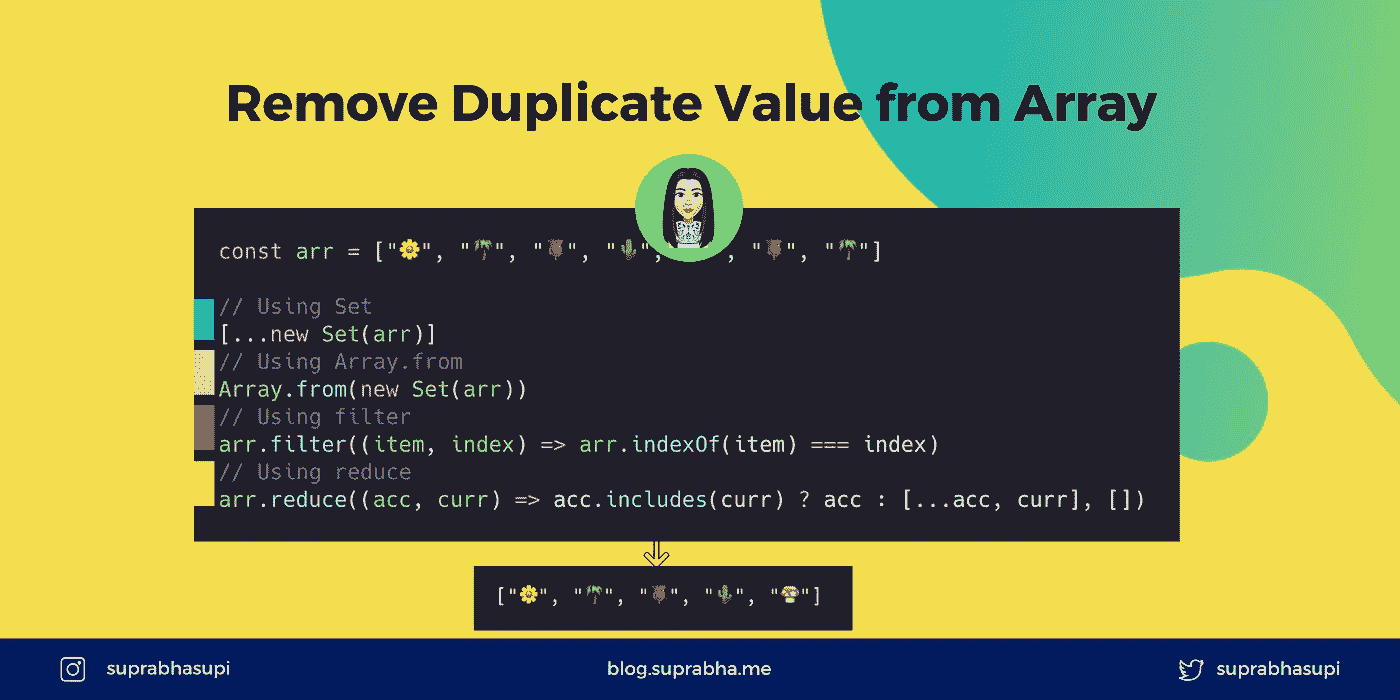 Remove Duplicate Value from Array
const arr = ["🌼", "🌴", "", "🌵", , "", "🌴"]
// Using Set
[...new Set(arr)]
// Using Array.from
Array.from(new Set(arr))
// Using filter
arr.filter((item, index) => arr.indexOf(item) === index)
// Using reduce
arr.reduce((acc, curr) => acc.includes(curr) ? acc : [...acc, curr], [])
["🌼", "🌴", "", "🌵", ""]
suprabhasupi
blog.suprabha.me
suprabhasupi